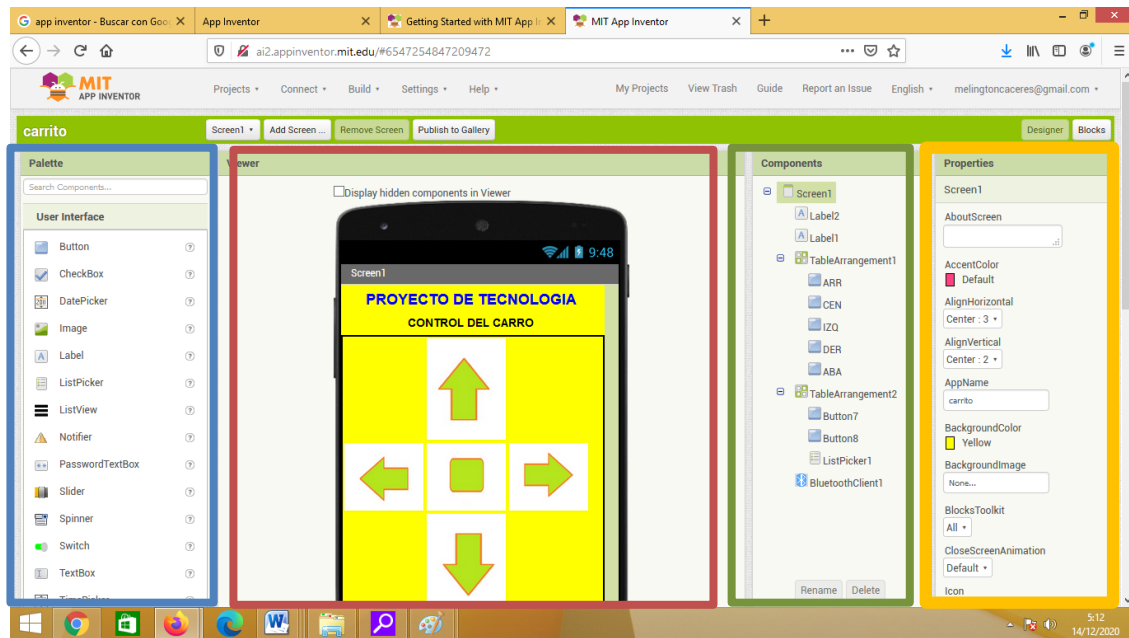 app inventor - Buscar con Goo
App Inventor
Getting Started with MIT App In
MIT App Inventor
ai2.appinventor.mit.edu/#6547254847209472
MIT
APP INVENTOR
Projects
Connect
Build
Settings
Help
My Projects
View Trash
Guide
Report an Issue
English
melingtoncaceres@gmail.com
carrito
Screen1
Add Screen ...
Remove Screen
Publish to Gallery
Designer
Blocks
Palette
Search Components...
User Interface
Button
CheckBox
DatePicker
Image
Label
ListPicker
ListView
Notifier
PasswordTextBox
Slider
Spinner
Switch
TextBox
TimePicker
Viewer
Display hidden components in Viewer
9:48
Screen1
PROYECTO DE TECNOLOGIA
CONTROL DEL CARRO
Components
Screen1
Label2
Label1
TableArrangement1
ARR
CEN
IZQ
DER
ABA
TableArrangement2
Button7
Button8
ListPicker1
BluetoothClient1
Rename
Delete
Properties
Screen1
AboutScreen
AccentColor
Default
AlignHorizontal
Center : 3
AlignVertical
Center : 2
AppName
carrito
BackgroundColor
Yellow
BackgroundImage
None...
BlocksToolkit
All
CloseScreenAnimation
Default
Icon
5:12
14/12/2020